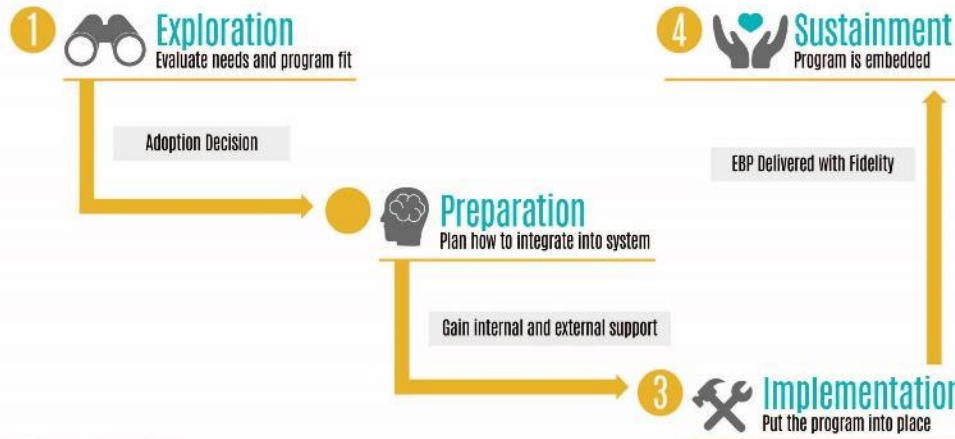 1
Exploration
Evaluate needs and program fit
Adoption Decision
Preparation
Plan how to integrate into system
Gain internal and external support
3
Implementation
Put the program into place
EBP Delivered with Fidelity
4
Sustainment
Program is embedded